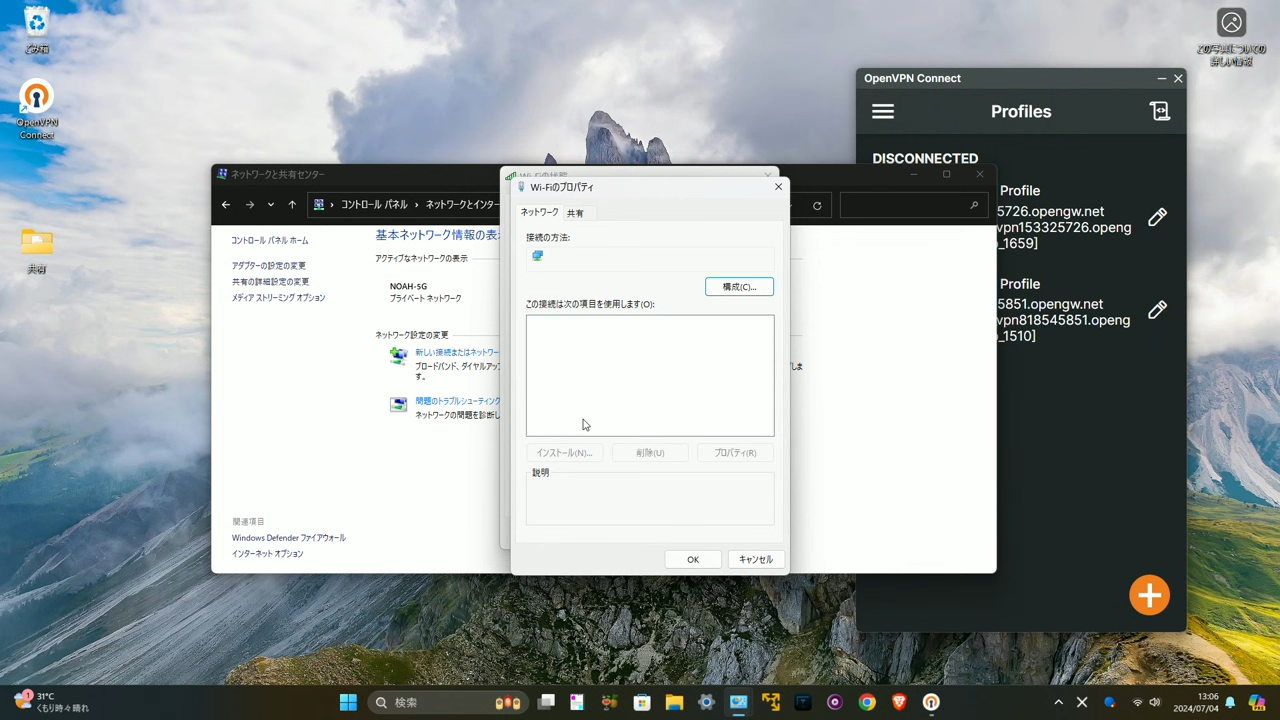 ごみ箱
OpenVPN
Connect
共有
この写真についての
詳しい情報
OpenVPN Connect
Profiles
DISCONNECTED
Profile
5726.opengw.net
vpn153325726.openg
_1659]
Profile
5851.opengw.net
vpn818545851.openg
_1510]
ネットワークと共有センター
コントロール パネル
ネットワークとインター
コントロール パネル ホーム
アダプターの設定の変更
共有の詳細設定の変更
メディア ストリーミング オプション
基本ネットワーク情報の表示
アクティブなネットワークの表示
NOAH-5G
プライベート ネットワーク
ネットワーク設定の変更
新しい接続またはネットワー
ブロードバンド、ダイヤルアッ
す。
問題のトラブルシューティング
ネットワークの問題を診断し
しま
関連項目
Windows Defender ファイアウォール
インターネット オプション
Wi-Fiの状態
Wi-Fiのプロパティ
ネットワーク
共有
接続の方法:
構成(C)...
この接続は次の項目を使用します(O):
インストール(N)...
削除(U)
プロパティ(R)
説明
OK
キャンセル
1
31°C
くもり時々晴れ
検索
13:06
2024/07/04